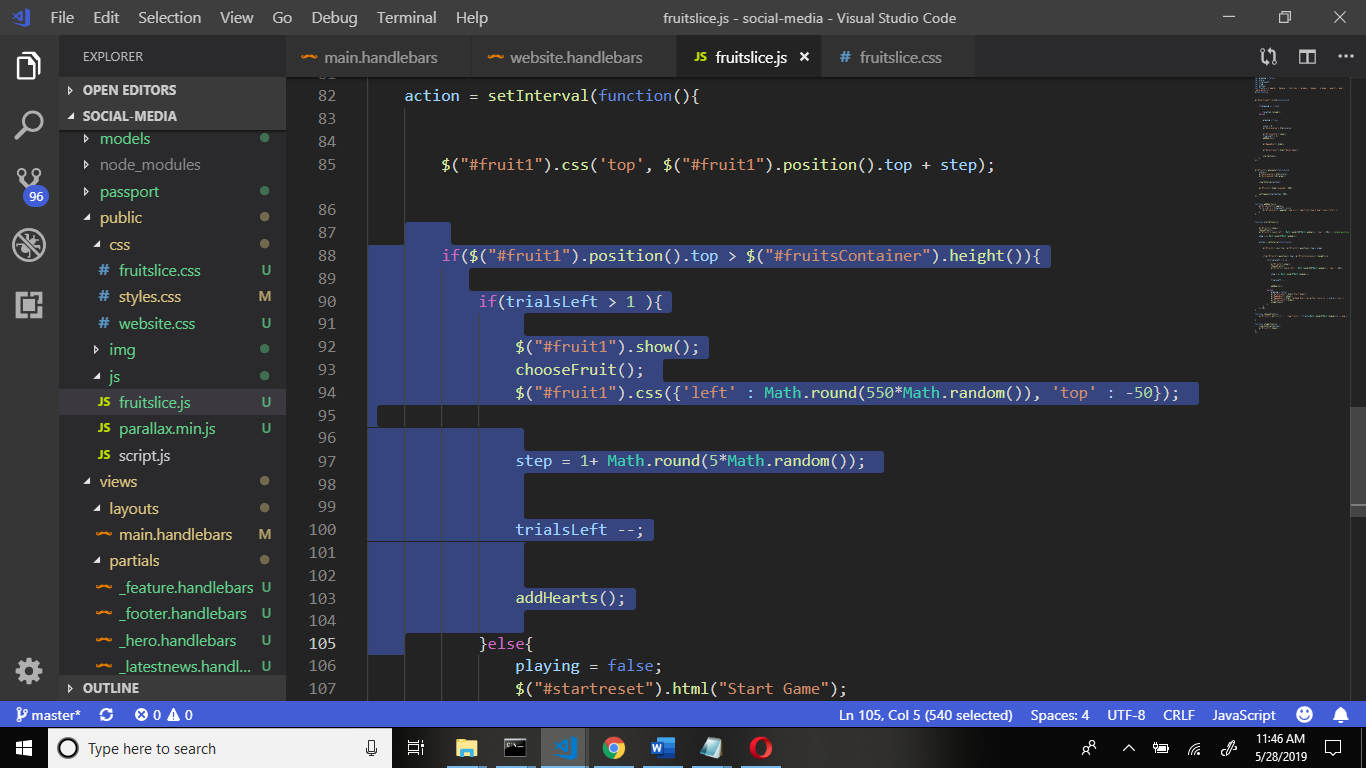 File Edit Selection View Go Debug Terminal Help fruitslice.js - social-media - Visual Studio Code
EXPLORER
OPEN EDITORS
SOCIAL-MEDIA
models
node_modules
passport
public
css
# fruitslice.css U
# styles.css M
# website.css U
img
js
JS fruitslice.js U
JS parallax.min.js U
JS script.js
views
layouts
main.handlebars M
partials
_feature.handlebars U
_footer.handlebars U
_hero.handlebars U
_latestnews.handl... U
OUTLINE
96
main.handlebars website.handlebars JS fruitslice.js × # fruitslice.css
82 action = setInterval(function(){
83
84
85 $("#fruit1").css('top', $("#fruit1").position().top + step);
86
87
88 if($("#fruit1").position().top > $("#fruitsContainer").height()){
89
90 if(trialsLeft > 1 ){
91
92 $("#fruit1").show();
93 chooseFruit();
94 $("#fruit1").css({'left' : Math.round(550*Math.random()), 'top' : -50});
95
96
97 step = 1+ Math.round(5*Math.random());
98
99
100 trialsLeft --;
101
102
103 addHearts();
104
105 }else{
106 playing = false;
107 $("#startreset").html("Start Game");
master* 0 0 Ln 105, Col 5 (540 selected) Spaces: 4 UTF-8 CRLF JavaScript
Type here to search
11:46 AM
5/28/2019